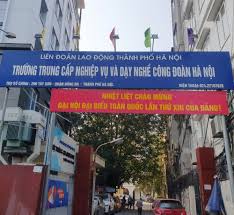 LIÊN ĐOÀN LAO ĐỘNG THÀNH PHỐ HÀ NỘI
TRƯỜNG TRUNG CẤP NGHIỆP VỤ VÀ DẠY NGHỀ CÔNG ĐOÀN HÀ NỘI
NHIỆT LIỆT CHÀO MỪNG
ĐẠI HỘI ĐẠI BIỂU TOÀN QUỐC LẦN THỨ XIII CỦA ĐẢNG!